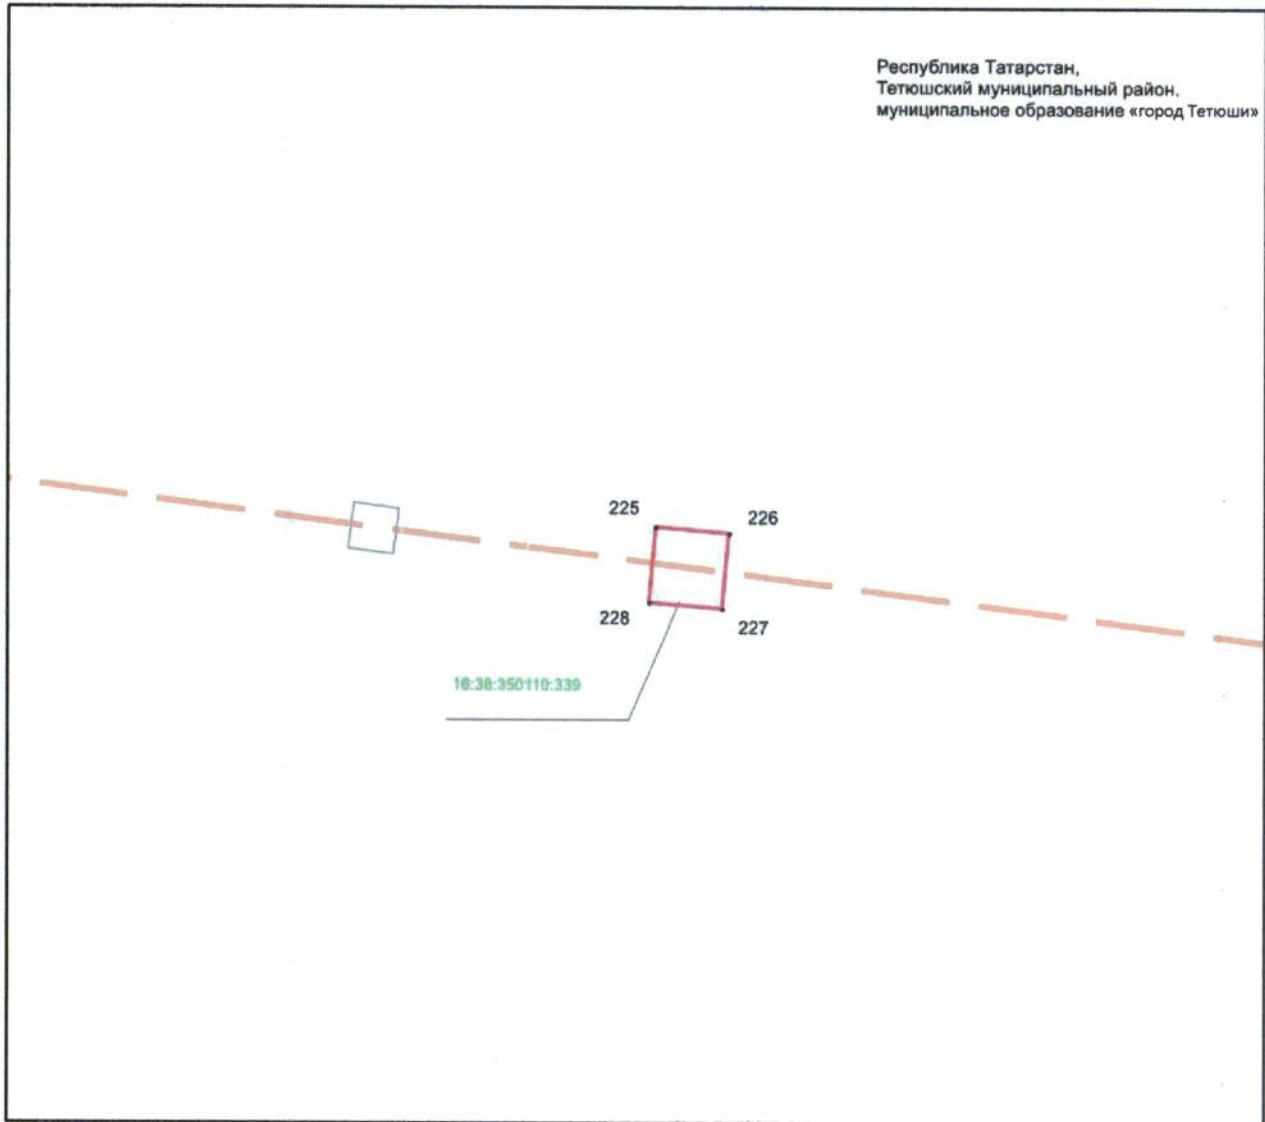 Республика Татарстан,
Тетюшский муниципальный район.
муниципальное образование «город Тетюши»
225
226
228
227
16:38:350110:339